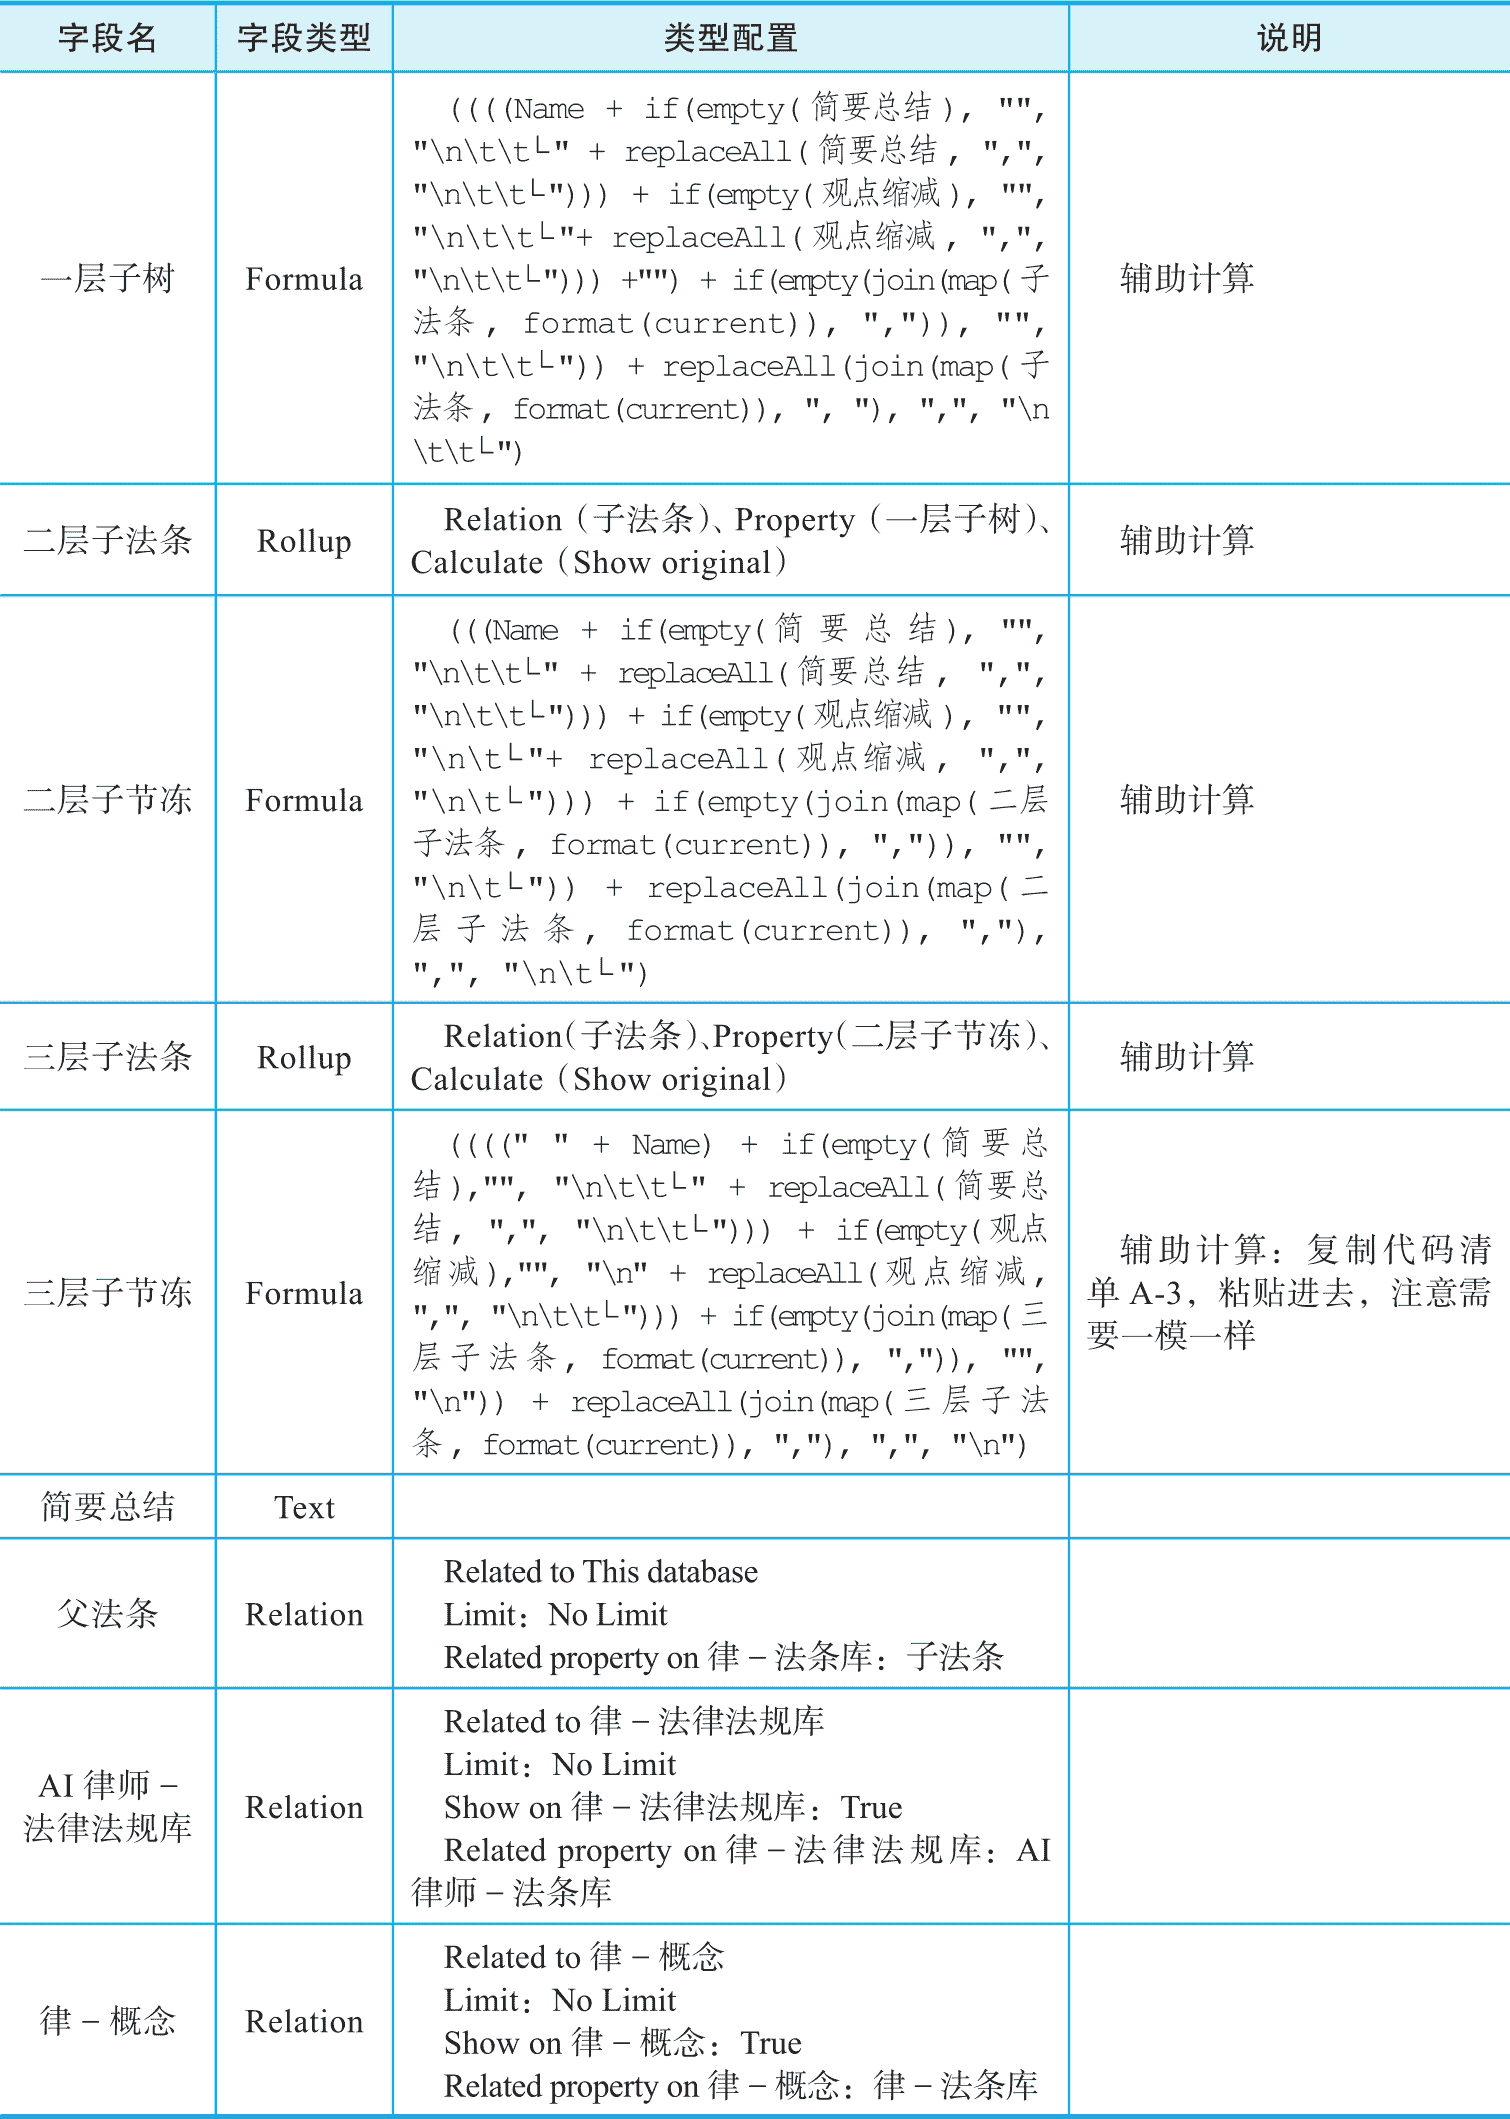 字段名 字段类型 类型配置 说明
一层子树 Formula
((((Name + if(empty(简要总结), "",
"\n\t\t└" + replaceAll(简要总结, ",",
"\n\t\t└"))) + if(empty(观点缩减), "",
"\n\t\t└"+ replaceAll(观点缩减, ",",
"\n\t\t└"))) +"") + if(empty(join(map(子
法条, format(current)), ",")), "",
"\n\t\t└")) + replaceAll(join(map(子
法条, format(current)), ", "), ",", "\n
\t\t└")
辅助计算
二层子法条 Rollup
Relation（子法条）、Property（一层子树）、
Calculate（Show original）
辅助计算
二层子节冻 Formula
(((Name + if(empty(简要总结), "",
"\n\t\t└" + replaceAll(简要总结, ",",
"\n\t\t└"))) + if(empty(观点缩减), "",
"\n\t└"+ replaceAll(观点缩减, ",",
"\n\t└"))) + if(empty(join(map(二层
子法条, format(current)), ",")), "",
"\n\t└")) + replaceAll(join(map(二
层子法条, format(current)), ","),
",", "\n\t└")
辅助计算
三层子法条 Rollup
Relation（子法条）、Property（二层子节冻）、
Calculate（Show original）
辅助计算
三层子节冻 Formula
((((" " + Name) + if(empty(简要总
结),"", "\n\t\t└" + replaceAll(简要总
结, ",", "\n\t\t└"))) + if(empty(观点
缩减),"", "\n" + replaceAll(观点缩减,
",", "\n\t\t└"))) + if(empty(join(map(三
层子法条, format(current)), ",")), "",
"\n")) + replaceAll(join(map(三层子法
条, format(current)), ","), ",", "\n")
辅助计算：复制代码清
单 A-3，粘贴进去，注意需
要一模一样
简要总结 Text
父法条 Relation
Related to This database
Limit：No Limit
Related property on 律－法条库：子法条
AI 律师－
法律法规库
Relation
Related to 律－法律法规库
Limit：No Limit
Show on 律－法律法规库：True
Related property on 律－法律法规库：AI
律师－法条库
律－概念 Relation
Related to 律－概念
Limit：No Limit
Show on 律－概念：True
Related property on 律－概念：律－法条库